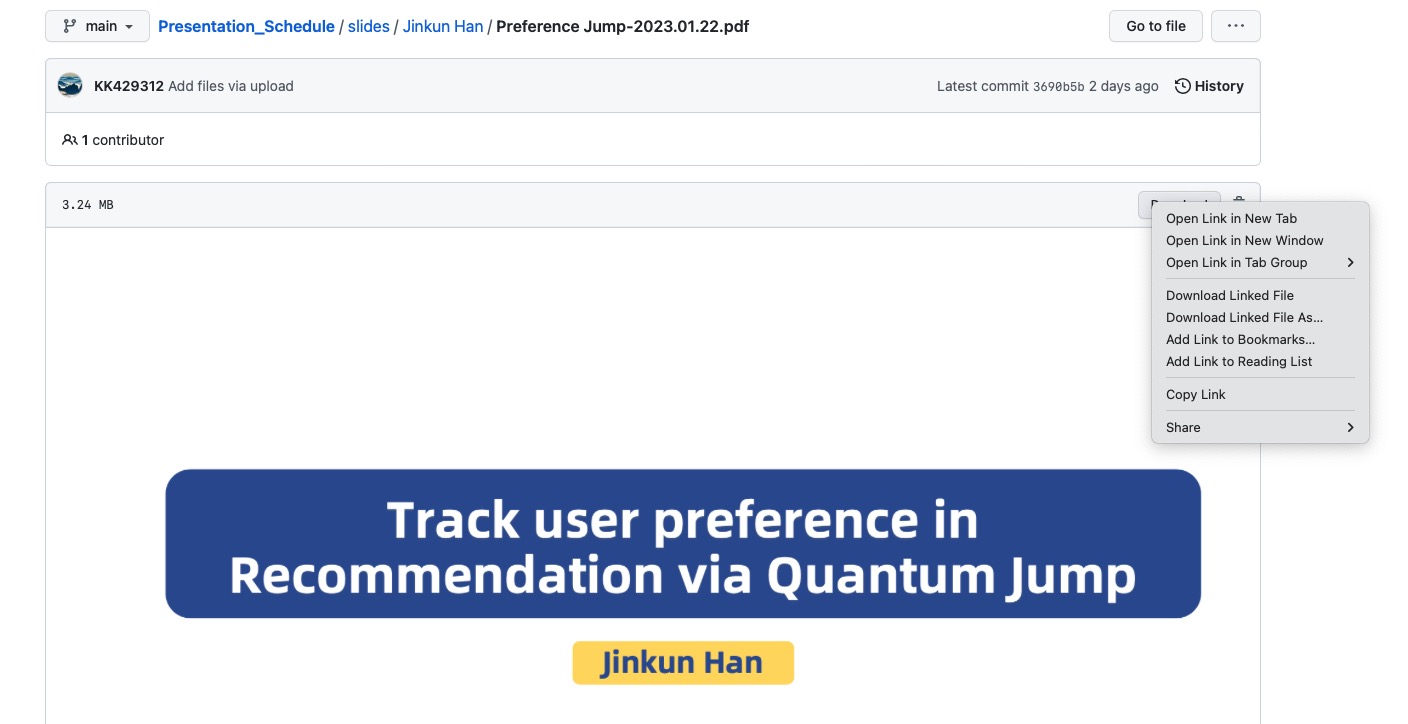 main Presentation_Schedule / slides / Jinkun Han / Preference Jump-2023.01.22.pdf Go to file ...
KK429312 Add files via upload Latest commit 3690b5b 2 days ago History
1 contributor
3.24 MB
Open Link in New Tab
Open Link in New Window
Open Link in Tab Group
Download Linked File
Download Linked File As...
Add Link to Bookmarks...
Add Link to Reading List
Copy Link
Share
Track user preference in
Recommendation via Quantum Jump
Jinkun Han